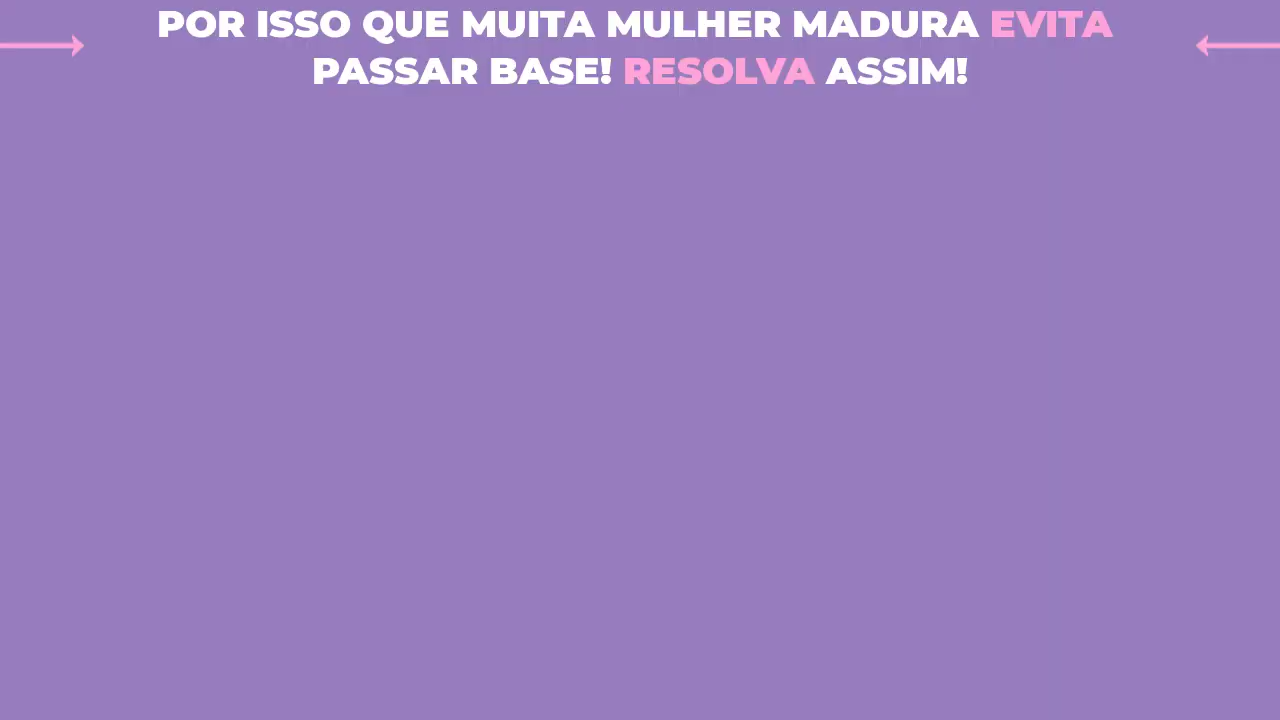 POR ISSO QUE MUITA MULHER MADURA EVITA
PASSAR BASE! RESOLVA ASSIM!